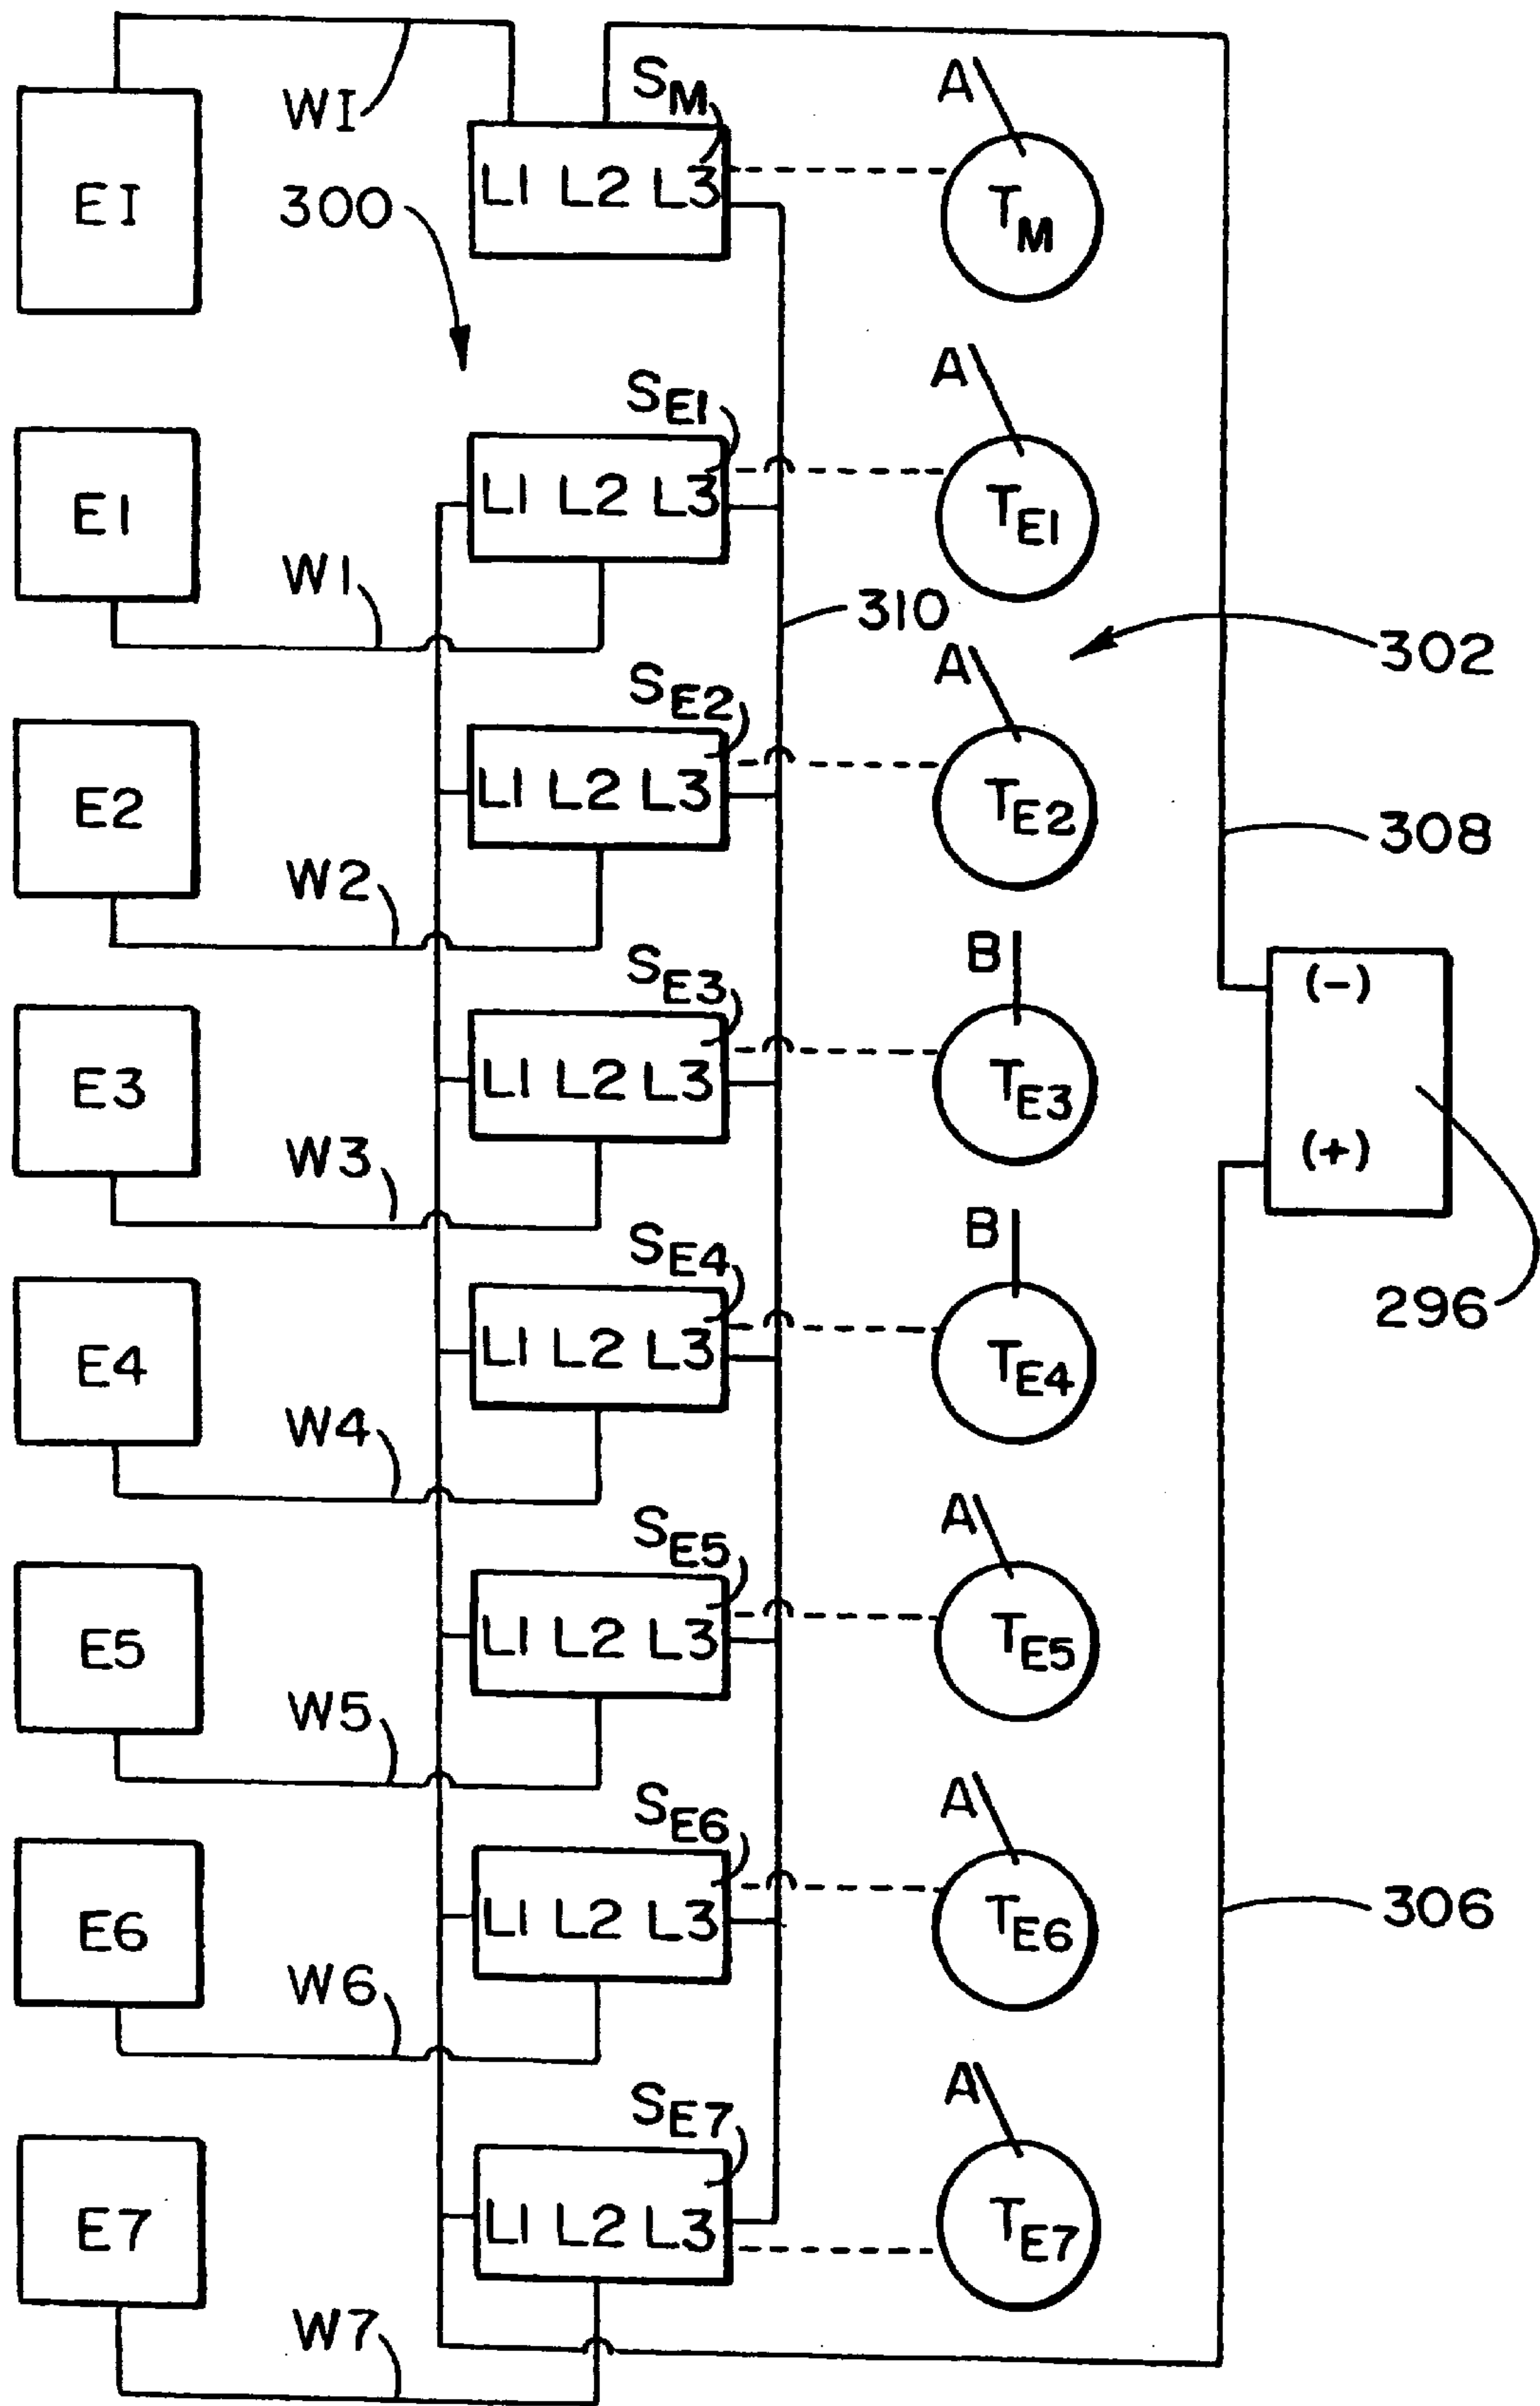 WI
S_M
A
EI
300
L1 L2 L3
T_M
S_E1
A
E1
L1 L2 L3
T_E1
W1
310
302
S_E2
A
E2
L1 L2 L3
T_E2
308
W2
S_E3
B
(-)
E3
L1 L2 L3
T_E3
(+)
W3
S_E4
B
296
E4
L1 L2 L3
T_E4
W4
S_E5
A
E5
L1 L2 L3
T_E5
W5
S_E6
A
E6
L1 L2 L3
T_E6
306
W6
S_E7
A
E7
L1 L2 L3
T_E7
W7